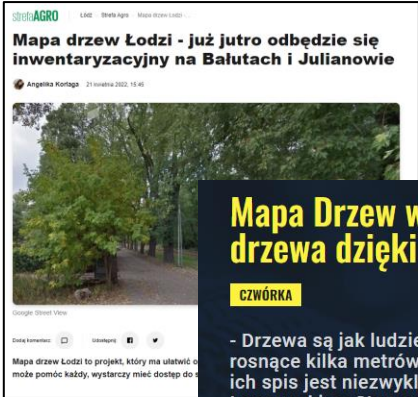 strefaAGRO
Łódź Strefa Agro Mapa drzew Łodzi -...
Mapa drzew Łodzi - już jutro odbędzie się
inwentaryzacyjny na Bałutach i Julianowie
Angelika Korlaga 21 kwietnia 2022, 15:45
Google Street View
Dodaj komentarz: Udostępnij:
Mapa drzew Łodzi to projekt, który ma ułatwić
może pomóc każdy, wystarczy mieć dostęp do
Mapa Drzew
drzewa dzięki
CZWÓRKA
- Drzewa są jak ludzie
rosnące kilka metrów
ich spis jest